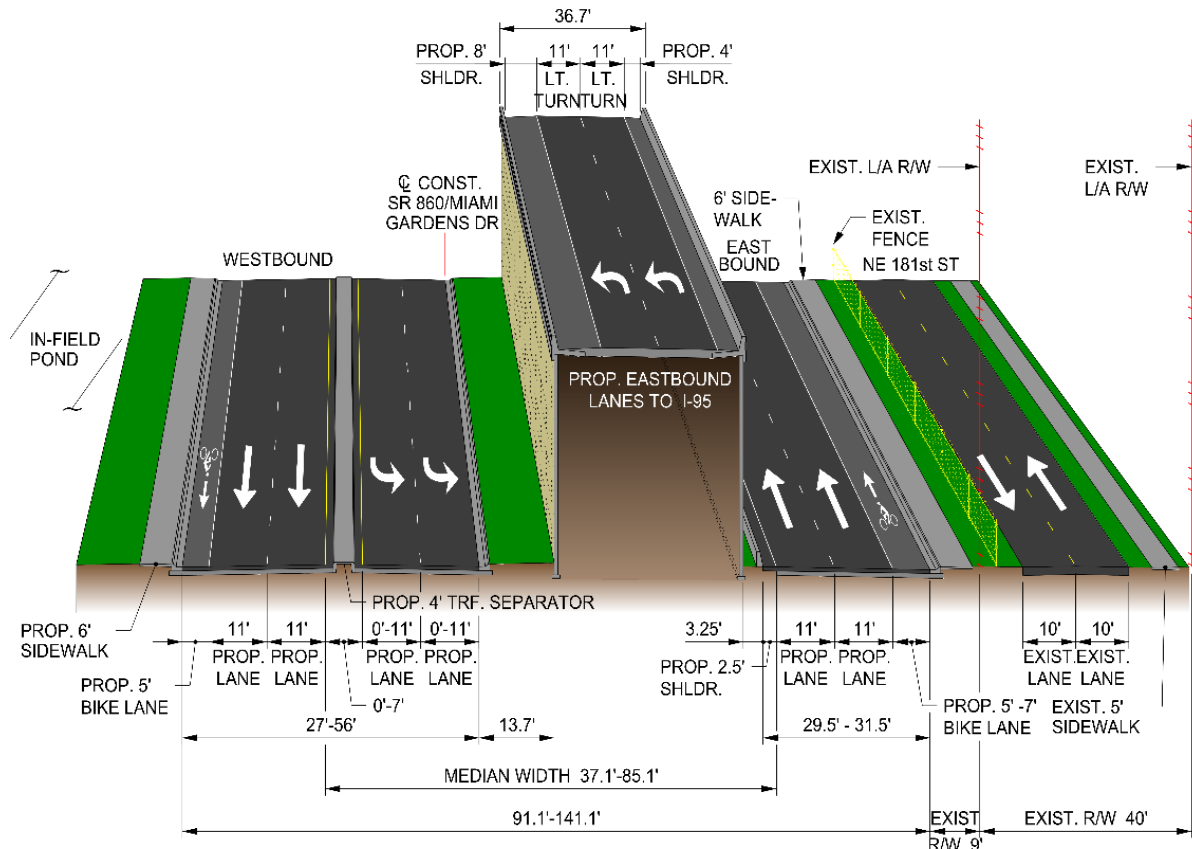 36.7'
PROP. 8'
SHLDR.
11'
LT.
TURN
11'
LT.
TURN
PROP. 4'
SHLDR.
EXIST. L/A R/W
EXIST.
L/A R/W
℄ CONST.
SR 860/MIAMI
GARDENS DR
6' SIDE-
WALK
EXIST.
FENCE
WESTBOUND
EAST
BOUND
NE 181st ST
IN-FIELD
POND
PROP. EASTBOUND
LANES TO I-95
PROP. 4' TRF. SEPARATOR
PROP. 6'
SIDEWALK
PROP. 5'
BIKE LANE
11'
PROP.
LANE
11'
PROP.
LANE
0'-7'
0'-11'
PROP.
LANE
0'-11'
PROP.
LANE
3.25'
PROP. 2.5'
SHLDR.
11'
PROP.
LANE
11'
PROP.
LANE
PROP. 5' -7'
BIKE LANE
10'
EXIST.
LANE
10'
EXIST.
LANE
EXIST. 5'
SIDEWALK
27'-56'
13.7'
29.5' - 31.5'
MEDIAN WIDTH 37.1'-85.1'
91.1'-141.1'
EXIST
R/W 9'
EXIST. R/W 40'